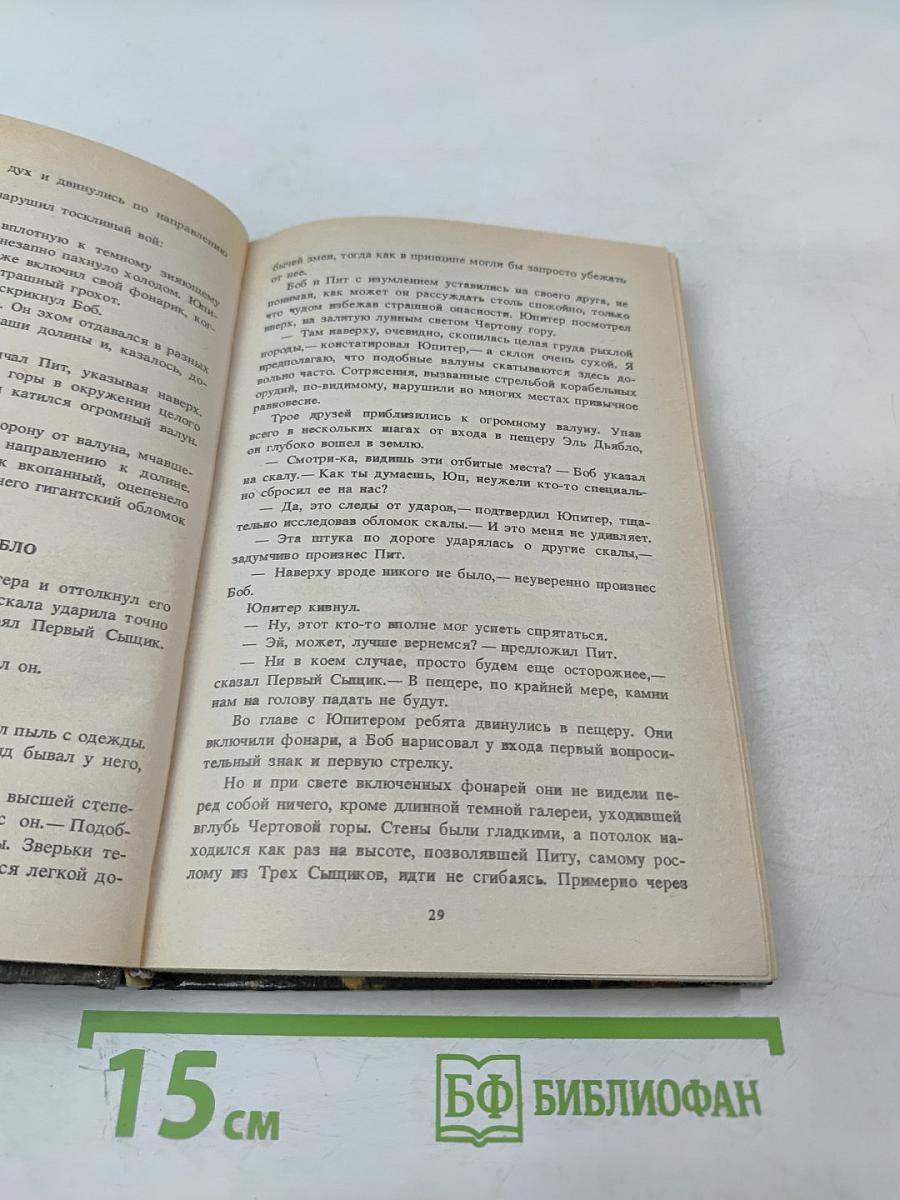 дух и двинулись по направлению
нарушил тоскливый вой:
вплотную к темному зияющему
незапно пахнуло холодом. Юпи-
же включил свой фонарик, ког-
трашный грохот.
скрикнул Боб.
. Он эхом отдавался в разных
аши долины и, казалось, до-
чал Пит, указывая наверх.
горы в окружении целого
и катился огромный валун.
орону от валуна, мчавше-
направлению к долине.
к вкопанный, оцепенело
него гигантский обломок
БЛО
тера и оттолкнул его
скала ударила точно
оял Первый Сыщик.
л он.
л пыль с одежды.
яд бывал у него,
высшей степе-
с он.— Подоб-
ы. Зверьки те-
ся легкой до-
бычей змеи, тогда как в принципе могли бы запросто убежать
от нее.
Боб и Пит с изумлением уставились на своего друга, не
понимая, как может он рассуждать столь спокойно, только
что чудом избежав страшной опасности. Юпитер посмотрел
вверх, на залитую лунным светом Чертову гору.
— Там наверху, очевидно, скопилась целая груда рыхлой
породы,— констатировал Юпитер,— а склон очень сухой. Я
предполагаю, что подобные валуны скатываются здесь до-
вольно часто. Сотрясения, вызванные стрельбой корабельных
орудий, по-видимому, нарушили во многих местах привычное
равновесие.
Трое друзей приблизились к огромному валуну. Упав
всего в нескольких шагах от входа в пещеру Эль Дьябло,
он глубоко вошел в землю.
— Смотри-ка, видишь эти отбитые места? — Боб указал
на скалу.— Как ты думаешь, Юп, неужели кто-то специаль-
но сбросил ее на нас?
— Да, это следы от ударов,— подтвердил Юпитер, тща-
тельно исследовав обломок скалы.— И это меня не удивляет.
— Эта штука по дороге ударялась о другие скалы,—
задумчиво произнес Пит.
— Наверху вроде никого не было,— неуверенно произнес
Боб.
Юпитер кивнул.
— Ну, этот кто-то вполне мог успеть спрятаться.
— Эй, может, лучше вернемся? — предложил Пит.
— Ни в коем случае, просто будем еще осторожнее,—
сказал Первый Сыщик.— В пещере, по крайней мере, камни
нам на голову падать не будут.
Во главе с Юпитером ребята двинулись в пещеру. Они
включили фонари, а Боб нарисовал у входа первый вопроси-
тельный знак и первую стрелку.
Но и при свете включенных фонарей они не видели пе-
ред собой ничего, кроме длинной темной галереи, уходившей
вглубь Чертовой горы. Стены были гладкими, а потолок на-
ходился как раз на высоте, позволявшей Питу, самому рос-
лому из Трех Сыщиков, идти не сгибаясь. Примерно через
29
15 см
БФ БИБЛИОФАН